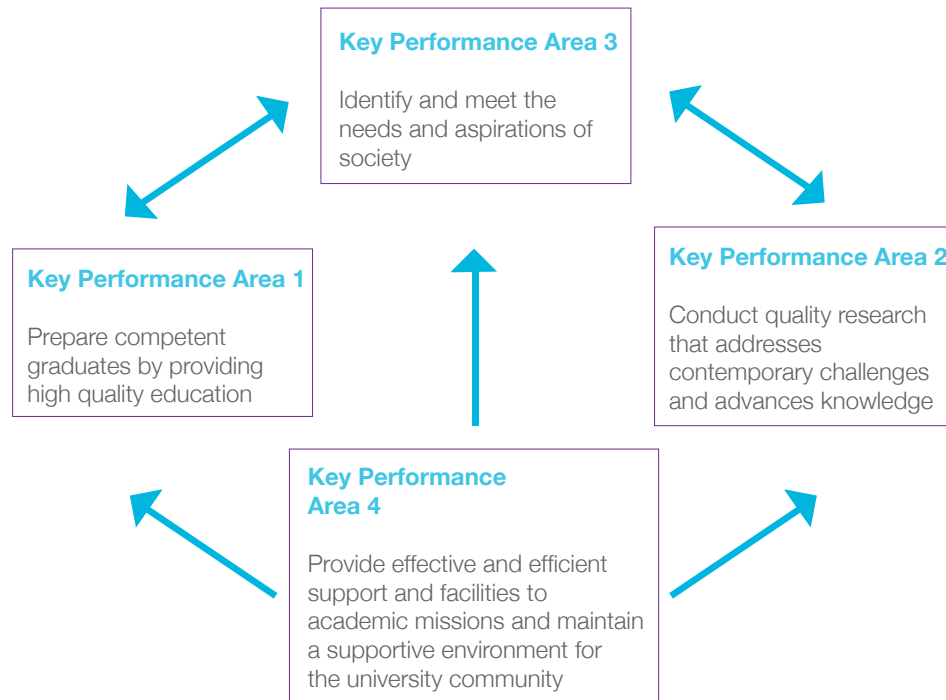 Key Performance Area 3
Identify and meet the
needs and aspirations of
society
Key Performance Area 1
Prepare competent
graduates by providing
high quality education
Key Performance Area 2
Conduct quality research
that addresses
contemporary challenges
and advances knowledge
Key Performance
Area 4
Provide effective and efficient
support and facilities to
academic missions and maintain
a supportive environment for
the university community